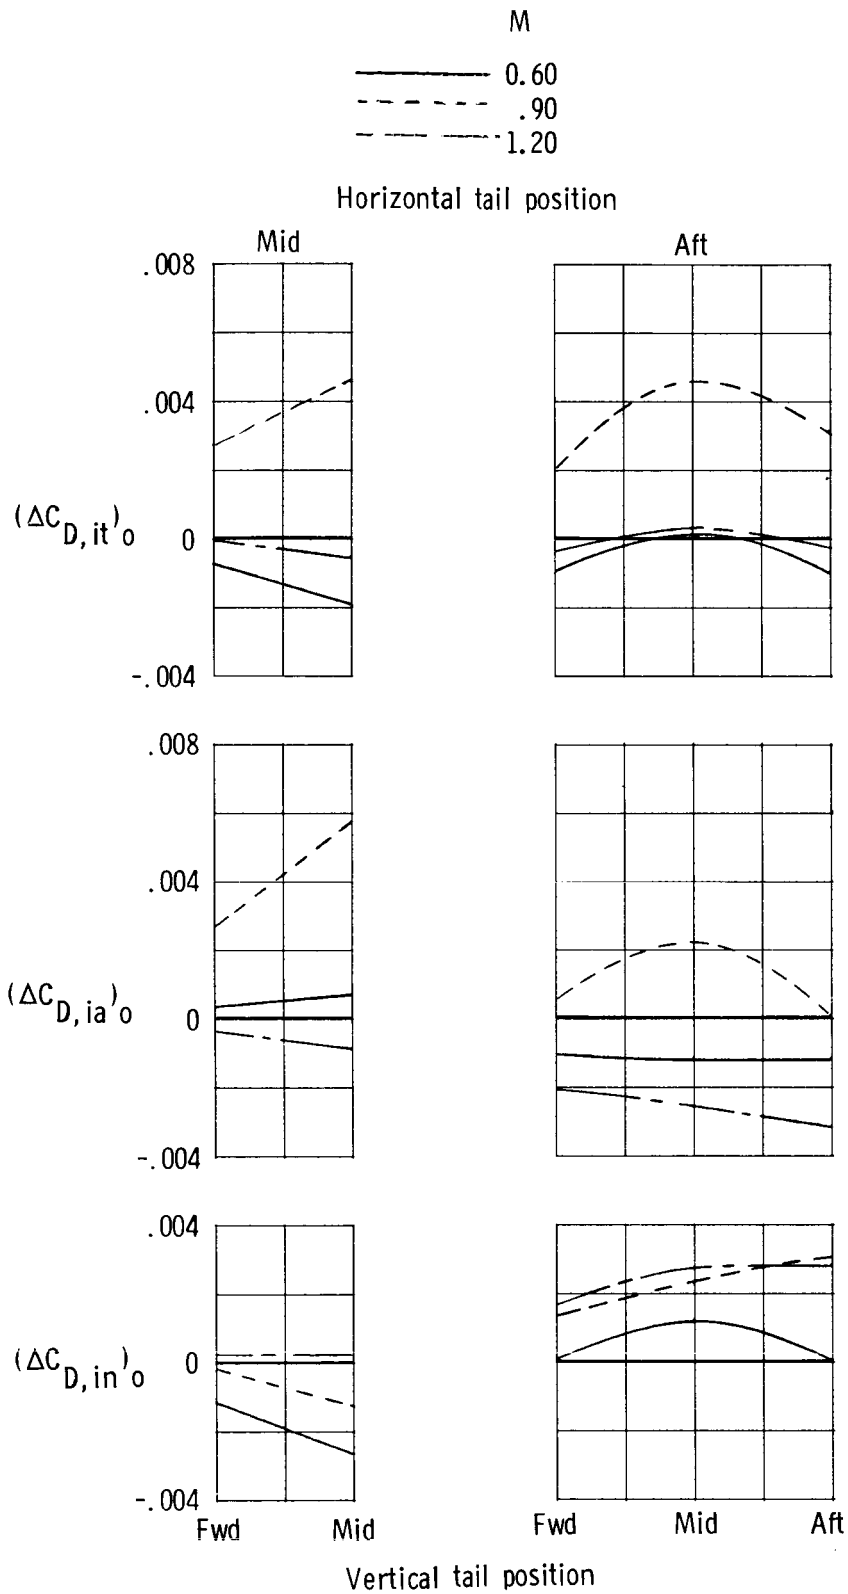 M
0.60
.90
1.20
Horizontal tail position
Mid
Aft
.008
.004
(ΔC_D,it)_o
0
-.004
.008
.004
(ΔC_D,ia)_o
0
-.004
.004
(ΔC_D,in)_o
0
-.004
Fwd Mid
Fwd Mid Aft
Vertical tail position